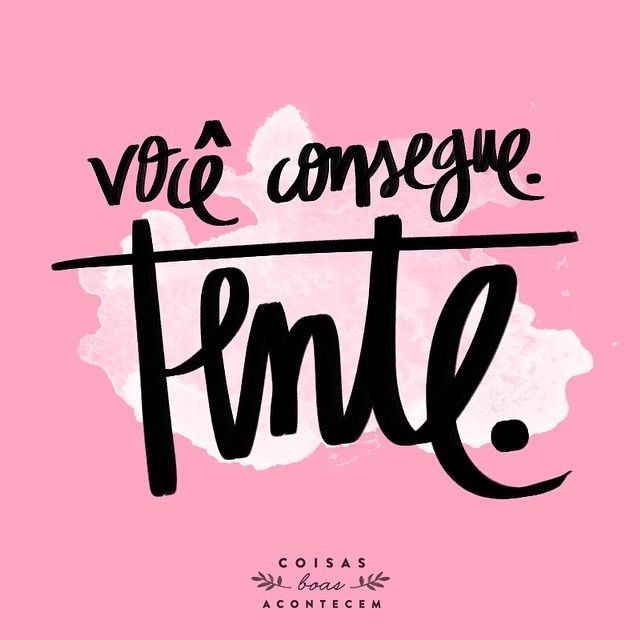 você consegue.
Tente.
COISAS
boas
ACONTECEM